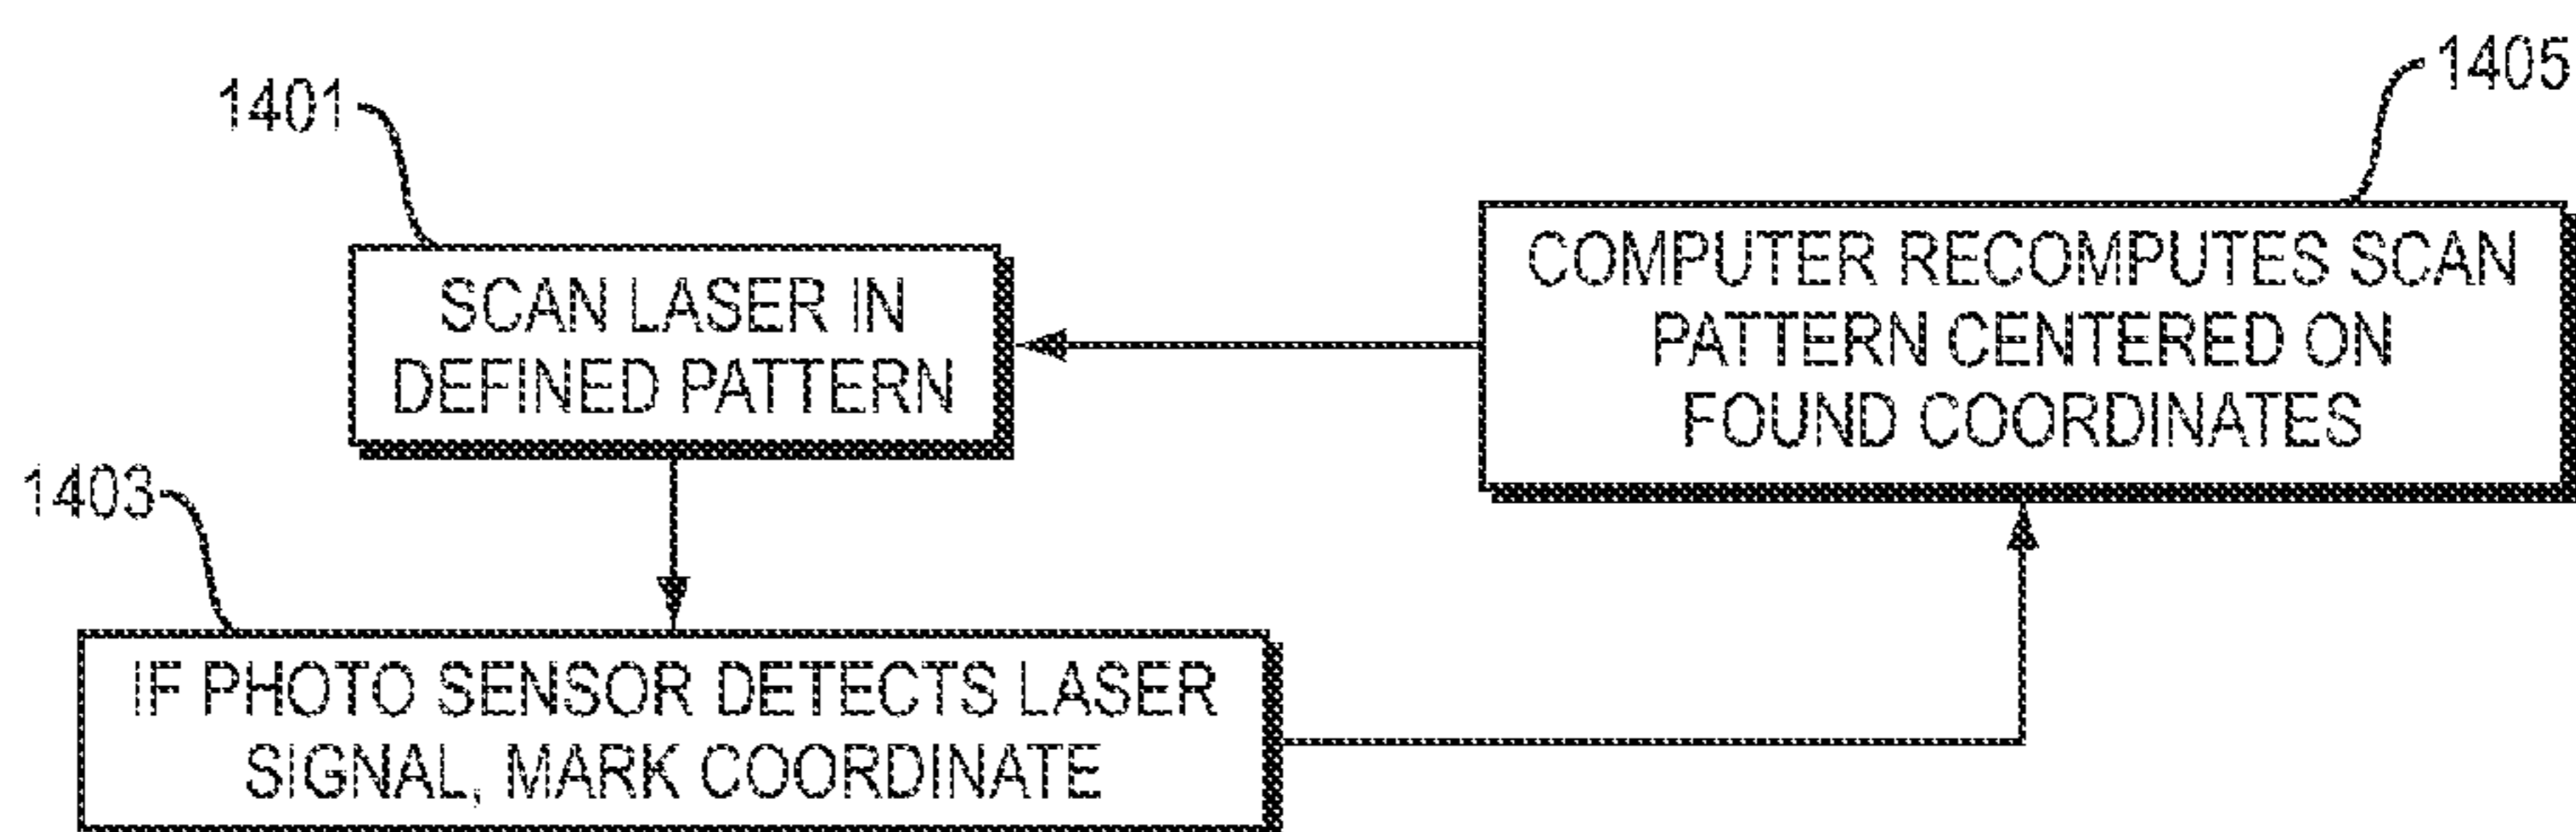 1401
SCAN LASER IN
DEFINED PATTERN
1403
IF PHOTO SENSOR DETECTS LASER
SIGNAL, MARK COORDINATE
1405
COMPUTER RECOMPUTES SCAN
PATTERN CENTERED ON
FOUND COORDINATES